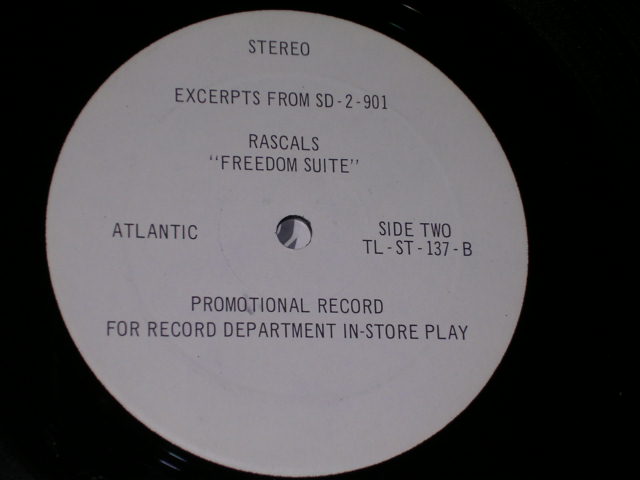 STEREO
EXCERPTS FROM SD-2-901
RASCALS
"FREEDOM SUITE"
ATLANTIC
SIDE TWO
TL-ST-137-B
PROMOTIONAL RECORD
FOR RECORD DEPARTMENT IN-STORE PLAY